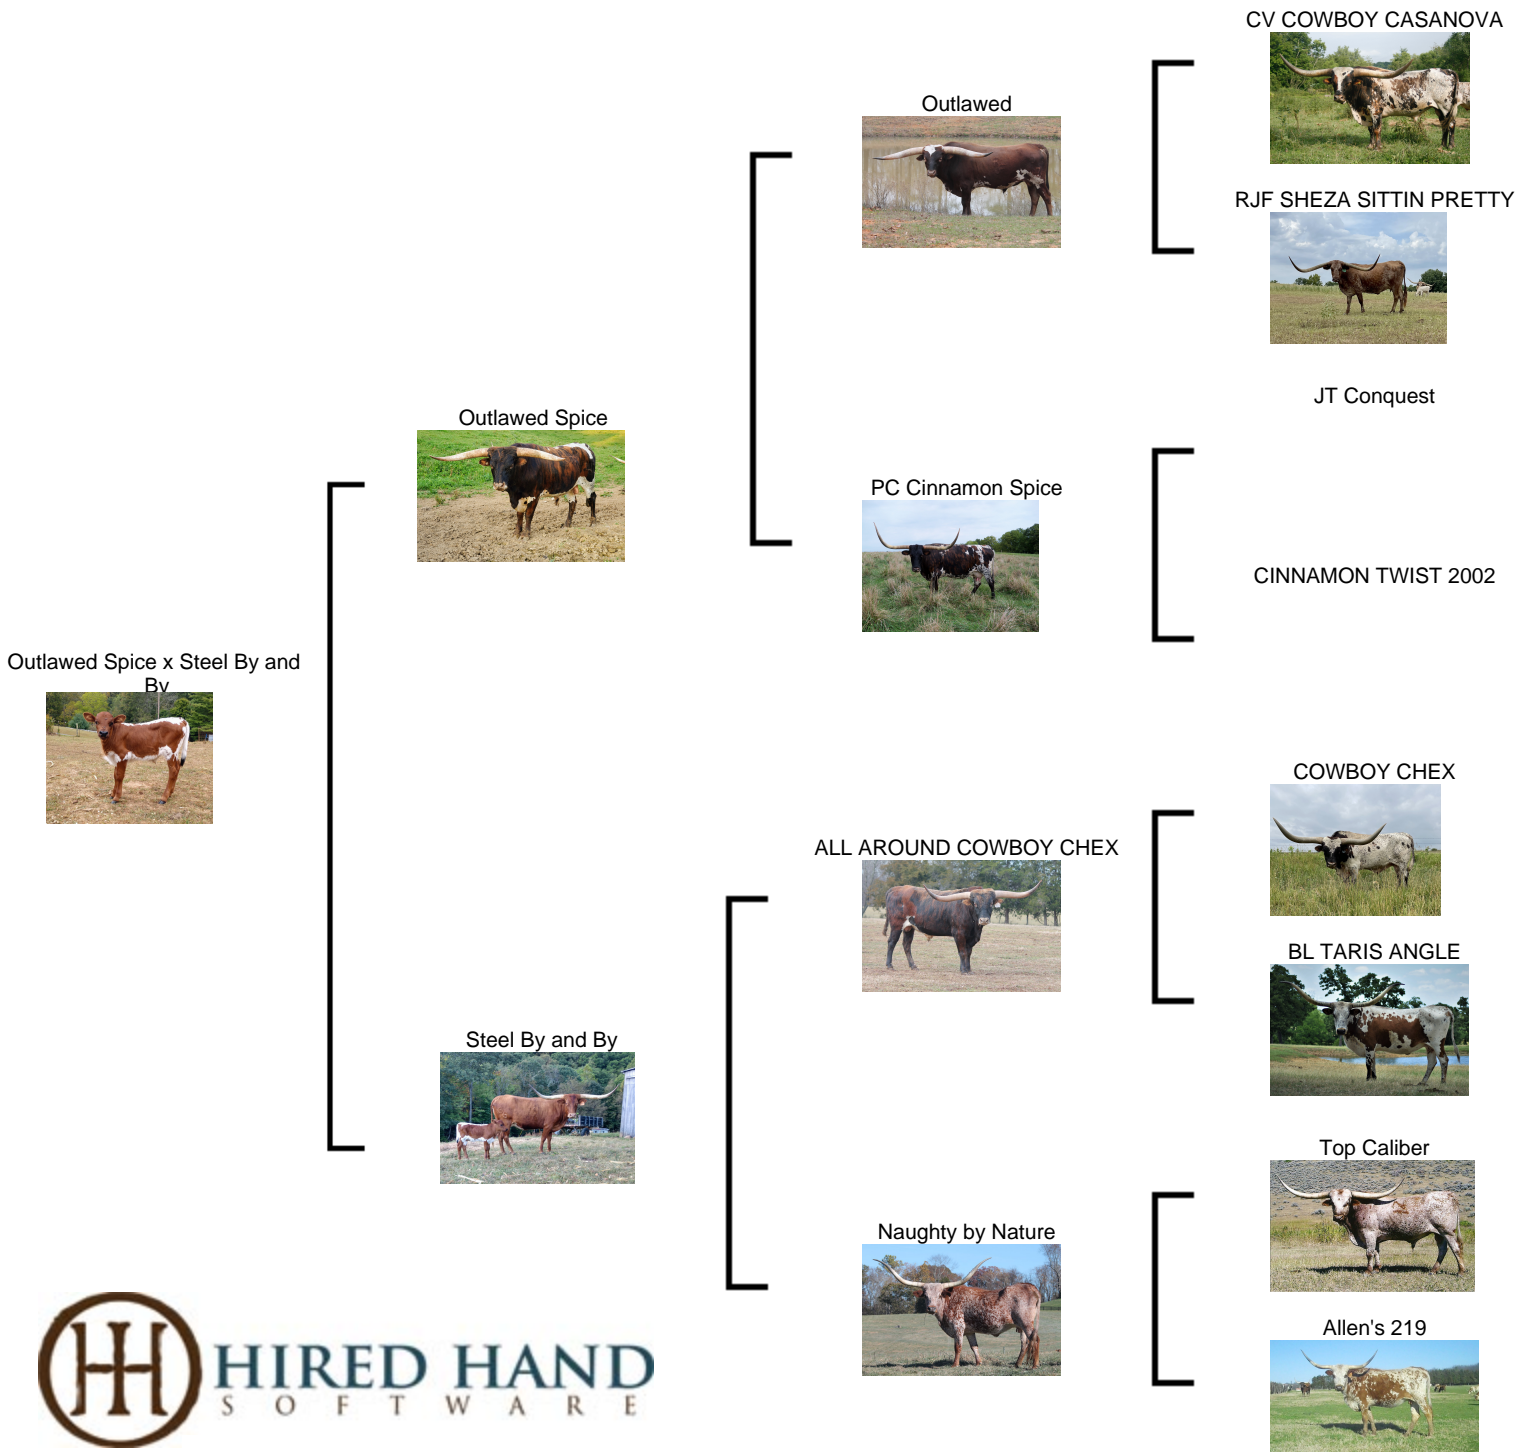 CV COWBOY CASANOVA
Outlawed
RJF SHEZA SITTIN PRETTY
JT Conquest
Outlawed Spice
PC Cinnamon Spice
CINNAMON TWIST 2002
Outlawed Spice x Steel By and
By
COWBOY CHEX
ALL AROUND COWBOY CHEX
BL TARIS ANGLE
Steel By and By
Top Caliber
Naughty by Nature
Allen's 219
HIRED HAND
SOFTWARE